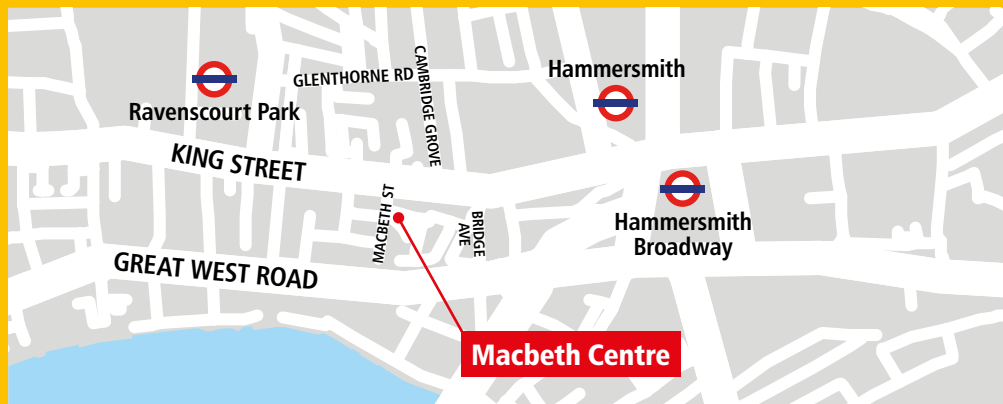 CAMBRIDGE GROVE
GLENTHORNE RD
Hammersmith
Ravenscourt Park
KING STREET
MACBETH ST
BRIDGE
AVE
Hammersmith
Broadway
GREAT WEST ROAD
Macbeth Centre